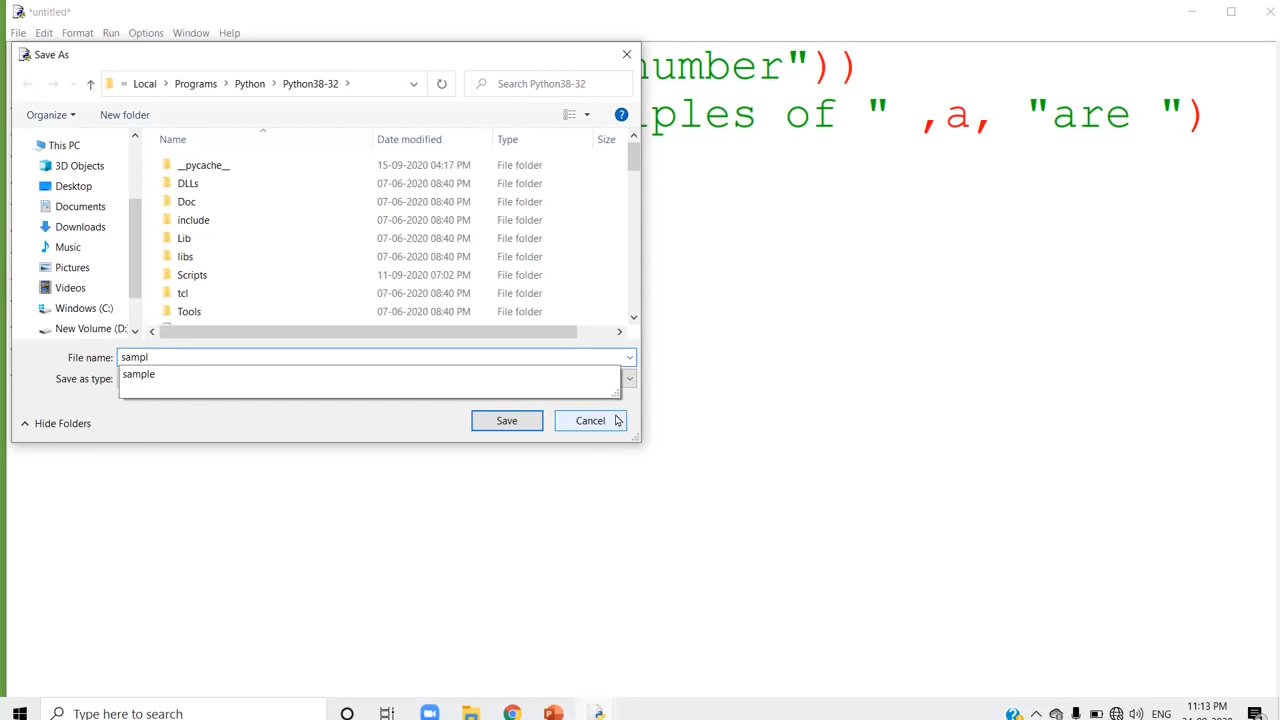 *untitled*
File Edit Format Run Options Window Help
Save As
« Local › Programs › Python › Python38-32 ›
Search Python38-32
Organize
New folder
Name Date modified Type Size
This PC
3D Objects
Desktop
Documents
Downloads
Music
Pictures
Videos
Windows (C:)
New Volume (D:
__pycache__ 15-09-2020 04:17 PM File folder
DLLs 07-06-2020 08:40 PM File folder
Doc 07-06-2020 08:40 PM File folder
include 07-06-2020 08:40 PM File folder
Lib 07-06-2020 08:40 PM File folder
libs 07-06-2020 08:40 PM File folder
Scripts 11-09-2020 07:02 PM File folder
tcl 07-06-2020 08:40 PM File folder
Tools 07-06-2020 08:40 PM File folder
File name: sampl
sample
Save as type:
Hide Folders
Save
Cancel
number"))
ples of " ,a, "are ")
Type here to search
ENG
11:13 PM